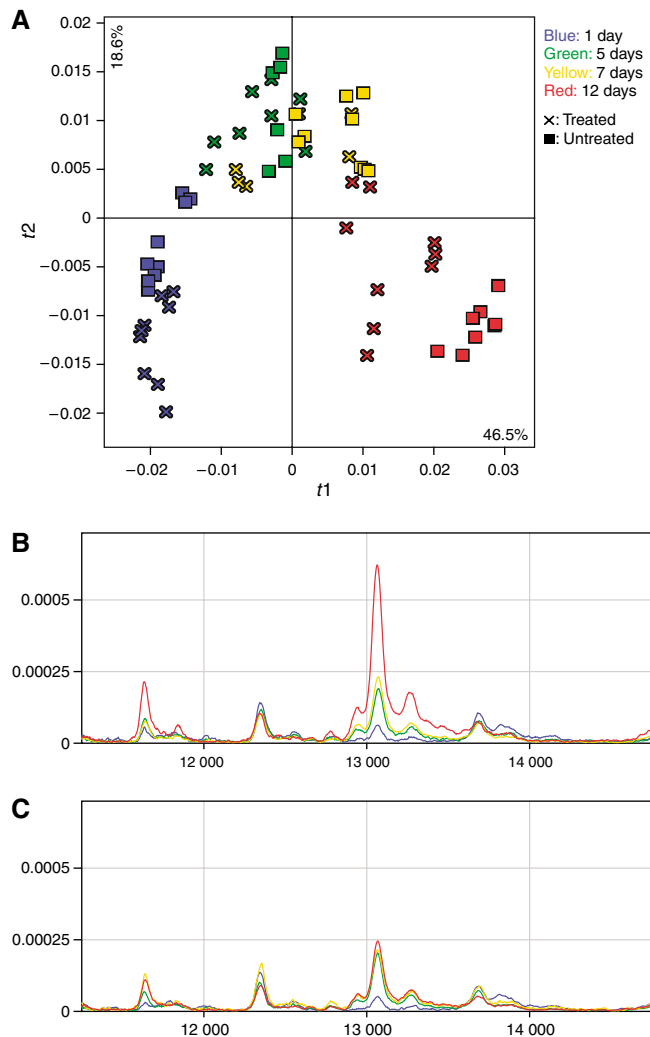 A
18.6%
0.02
0.015
0.01
0.005
0
−0.005
−0.01
−0.015
−0.02
t2
46.5%
−0.02
−0.01
0
0.01
0.02
0.03
t1
Blue: 1 day
Green: 5 days
Yellow: 7 days
Red: 12 days
: Treated
: Untreated
B
0.0005
0.00025
0
12 000
13 000
14 000
C
0.0005
0.00025
0
12 000
13 000
14 000